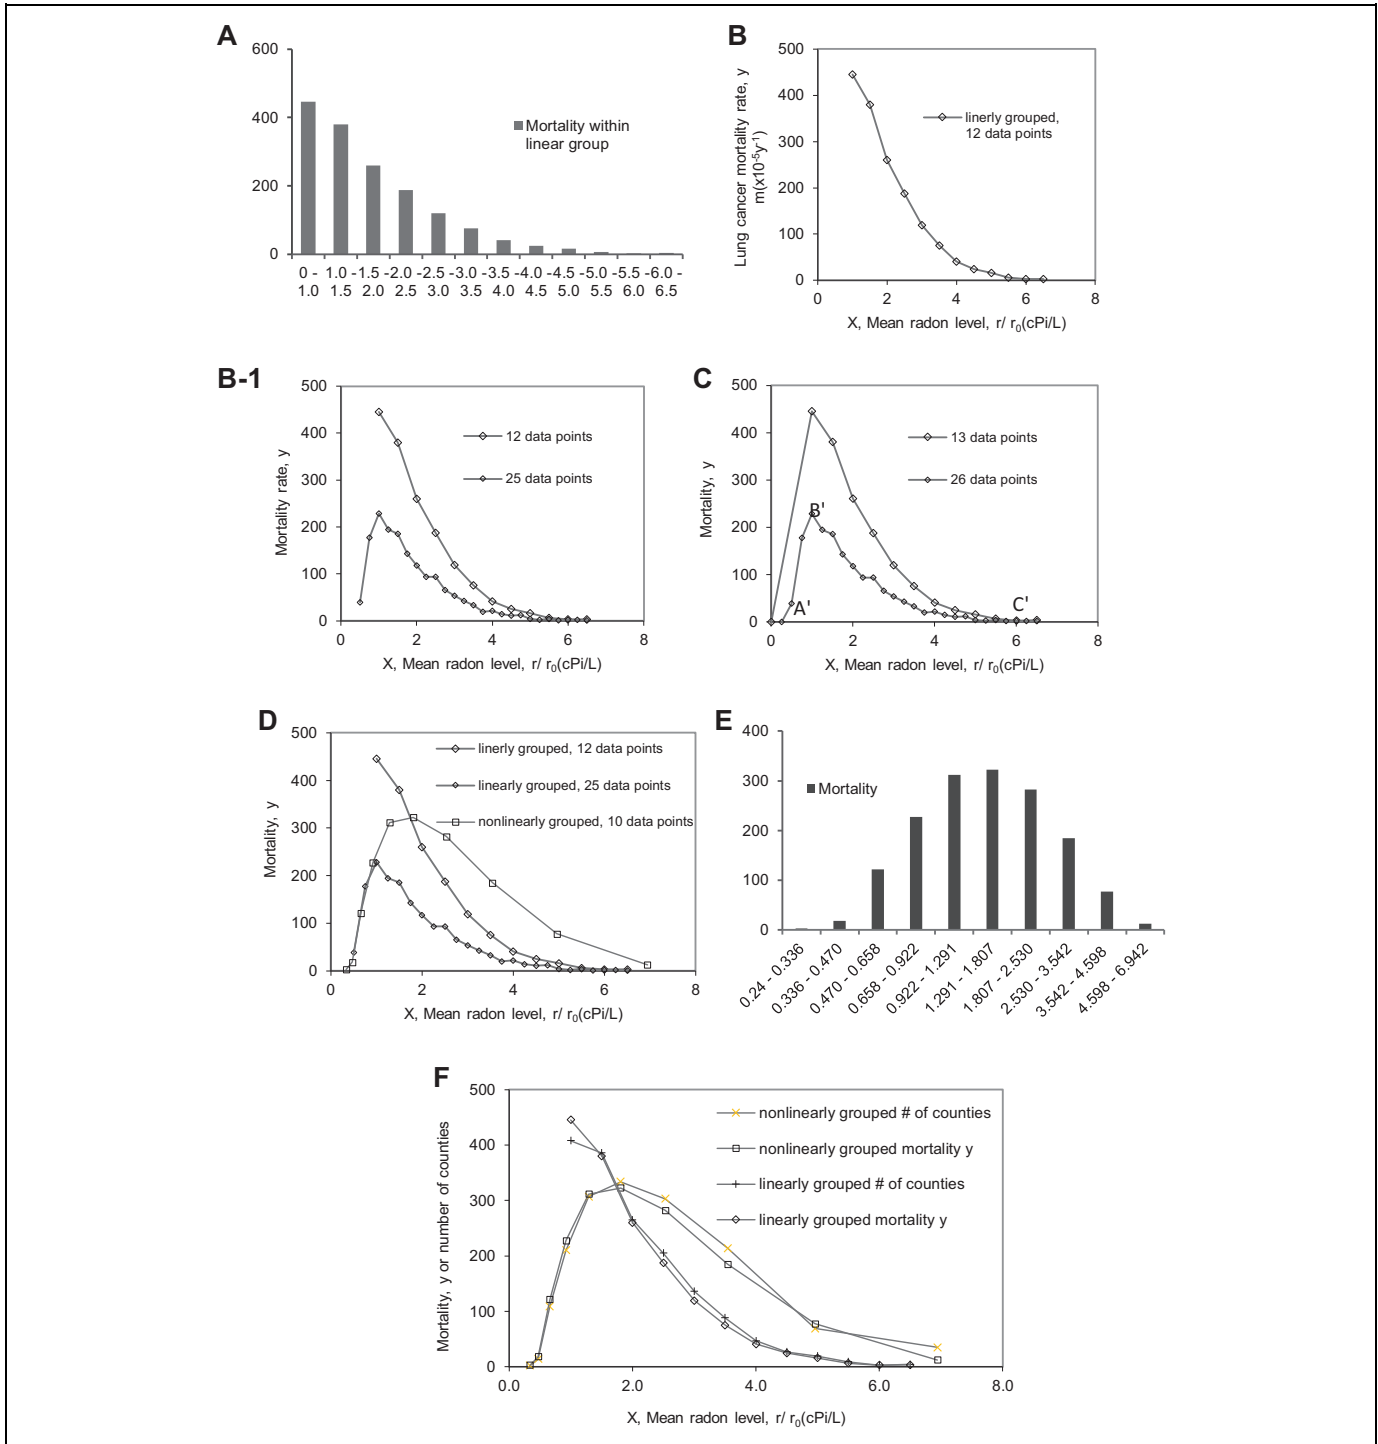 A
600
400
200
0
Mortality within
linear group
0 - 1.0 -1.5 -2.0 -2.5 -3.0 -3.5 -4.0 -4.5 -5.0 -5.5 -6.0 -
1.0 1.5 2.0 2.5 3.0 3.5 4.0 4.5 5.0 5.5 6.0 6.5
B
500
400
300
200
100
0
Lung cancer mortality rate, y
m(x10⁻⁵y⁻¹)
linerly grouped,
12 data points
0 2 4 6 8
X, Mean radon level, r/ r₀(cPi/L)
B-1
500
400
300
200
100
0
Mortality rate, y
12 data points
25 data points
0 2 4 6 8
X, Mean radon level, r/ r₀(cPi/L)
C
500
400
300
200
100
0
Mortality, y
13 data points
26 data points
B'
A'
C'
0 2 4 6 8
X, Mean radon level, r/ r₀(cPi/L)
D
500
400
300
200
100
0
Mortality, y
linerly grouped, 12 data points
linearly grouped, 25 data points
nonlinearly grouped, 10 data points
0 2 4 6 8
X, Mean radon level, r/ r₀(cPi/L)
E
400
300
200
100
0
Mortality
0.24 - 0.336
0.336 - 0.470
0.470 - 0.658
0.658 - 0.922
0.922 - 1.291
1.291 - 1.807
1.807 - 2.530
2.530 - 3.542
3.542 - 4.598
4.598 - 6.942
F
500
400
300
200
100
0
Mortality, y or number of counties
nonlinearly grouped # of counties
nonlinearly grouped mortality y
linearly grouped # of counties
linearly grouped mortality y
0.0 2.0 4.0 6.0 8.0
X, Mean radon level, r/ r₀(cPi/L)